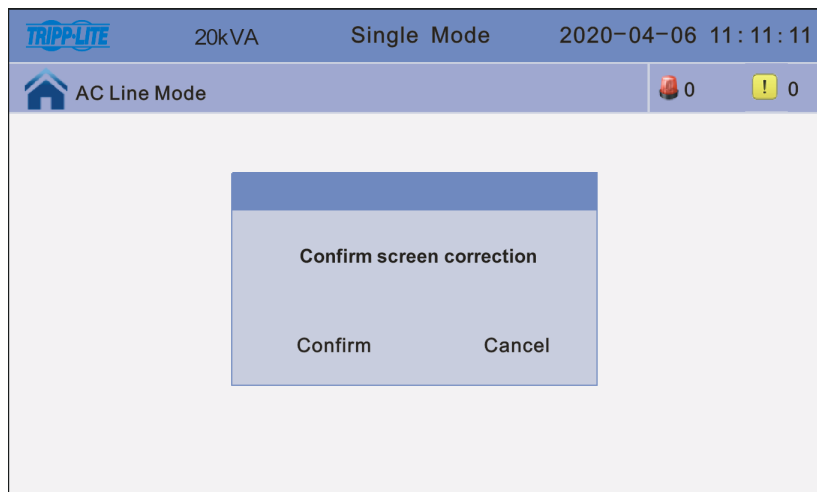 TRIPP·LITE 20kVA Single Mode 2020-04-06 11:11:11
AC Line Mode 0 ! 0
Confirm screen correction
Confirm Cancel